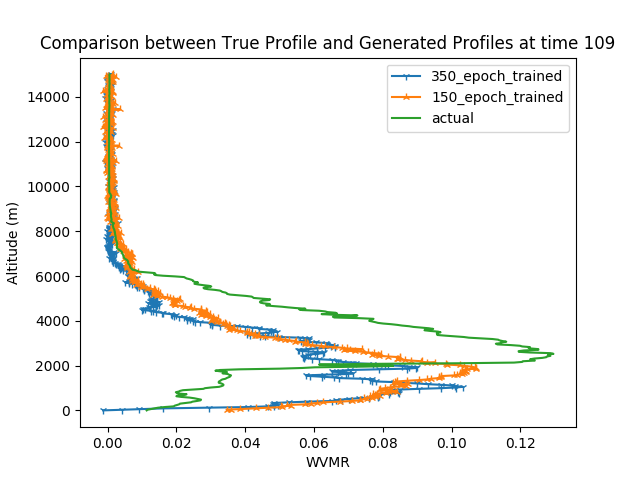 Comparison between True Profile and Generated Profiles at time 109
350_epoch_trained
150_epoch_trained
actual
14000
12000
10000
8000
6000
4000
2000
0
Altitude (m)
0.00 0.02 0.04 0.06 0.08 0.10 0.12
WVMR